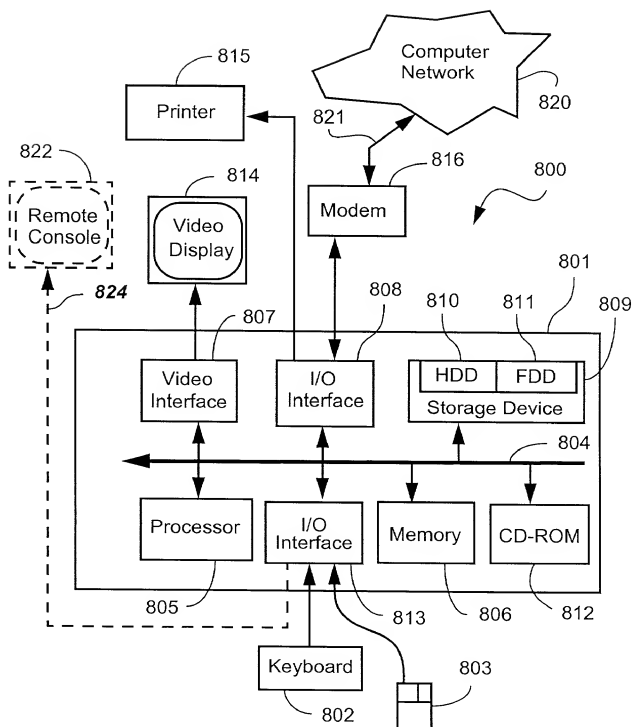 815
Computer
Network
820
Printer
821
822
816
800
814
Remote
Console
Video
Display
Modem
824
801
807
808
810
811
809
Video
Interface
I/O
Interface
HDD
FDD
Storage Device
804
Processor
I/O
Interface
Memory
CD-ROM
805
813
806
812
Keyboard
802
803